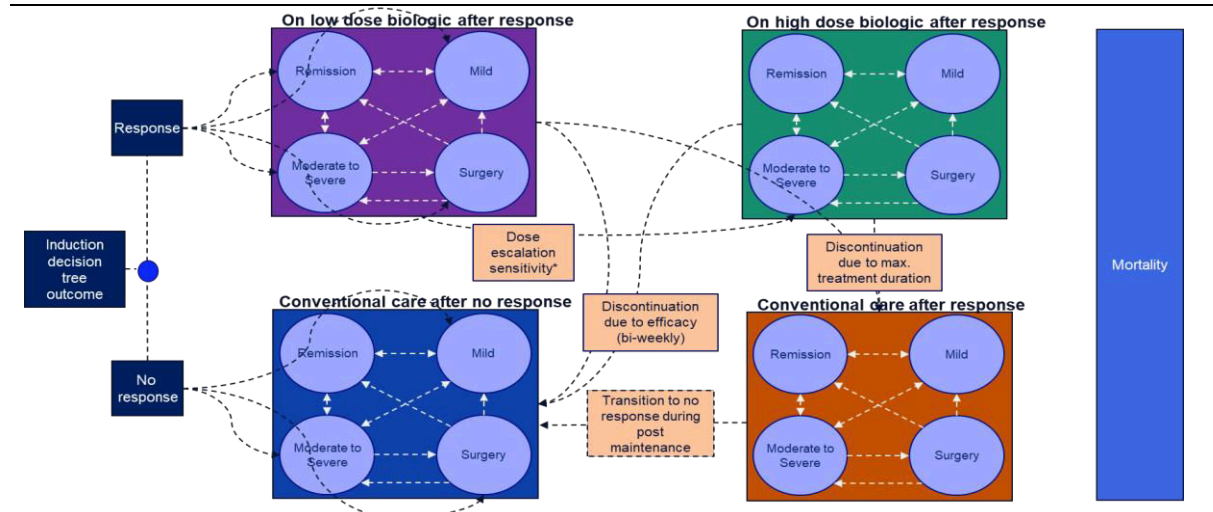 On low dose biologic after response
On high dose biologic after response
Remission
Mild
Moderate to
Severe
Surgery
Remission
Mild
Moderate to
Severe
Surgery
Response
Induction
decision
tree
outcome
No
response
Dose
escalation
sensitivity*
Discontinuation
due to max.
treatment duration
Discontinuation
due to efficacy
(bi-weekly)
Transition to no
response during
post
maintenance
Conventional care after no response
Conventional care after response
Remission
Mild
Moderate to
Severe
Surgery
Remission
Mild
Moderate to
Severe
Surgery
Mortality